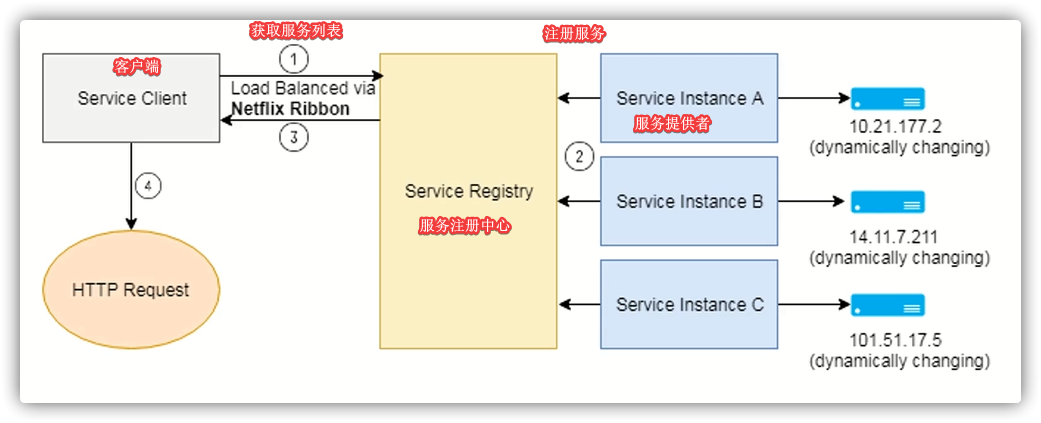 获取服务列表
注册服务
①
客户端
Service Client
Load Balanced via
Netflix Ribbon
③
④
HTTP Request
Service Registry
服务注册中心
②
Service Instance A
服务提供者
Service Instance B
Service Instance C
10.21.177.2
(dynamically changing)
14.11.7.211
(dynamically changing)
101.51.17.5
(dynamically changing)